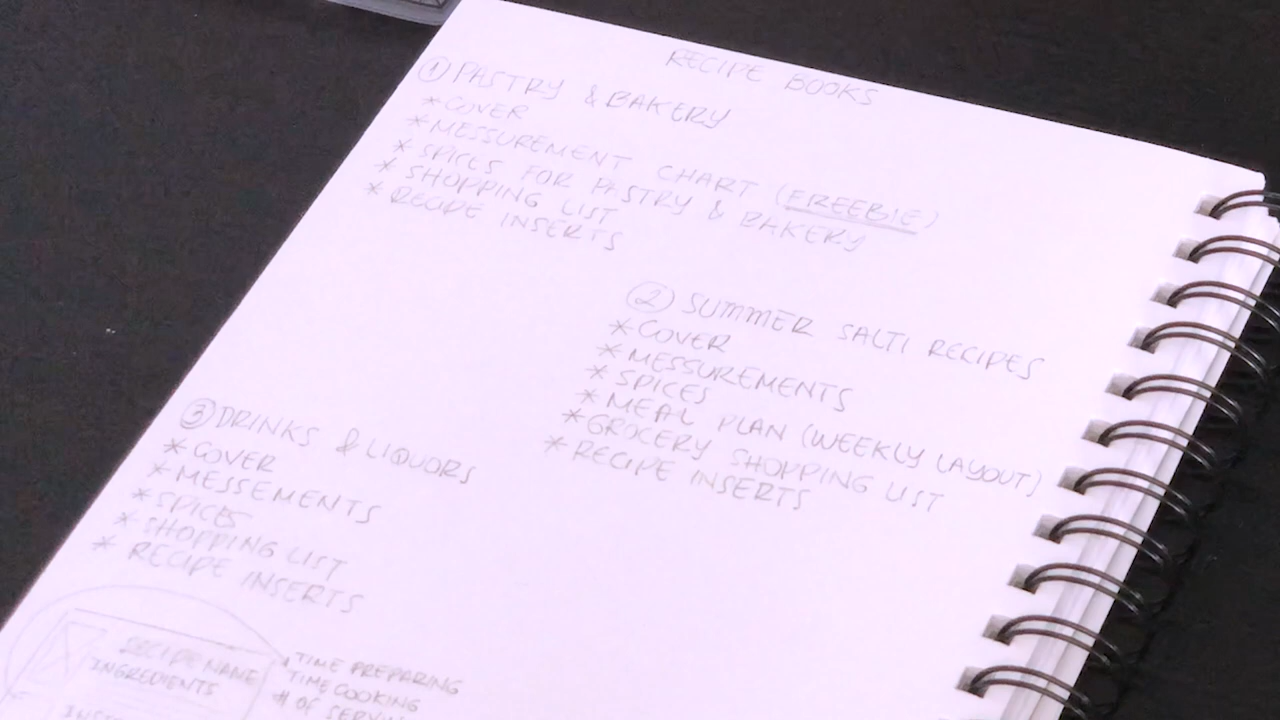 RECIPE BOOKS
① PASTRY & BAKERY
* COVER
* MESSUREMENT CHART (FREEBIE)
* SPICES FOR PASTRY & BAKERY
* SHOPPING LIST
* RECIPE INSERTS
② SUMMER SALTI RECIPES
* COVER
* MESSUREMENTS
* SPICES
* MEAL PLAN (WEEKLY LAYOUT)
* GROCERY SHOPPING LIST
* RECIPE INSERTS
③ DRINKS & LIQUORS
* COVER
* MESSEMENTS
* SPICES
* SHOPPING LIST
* RECIPE INSERTS
RECIPE NAME
INGREDIENTS
TIME PREPARING
TIME COOKING
# OF